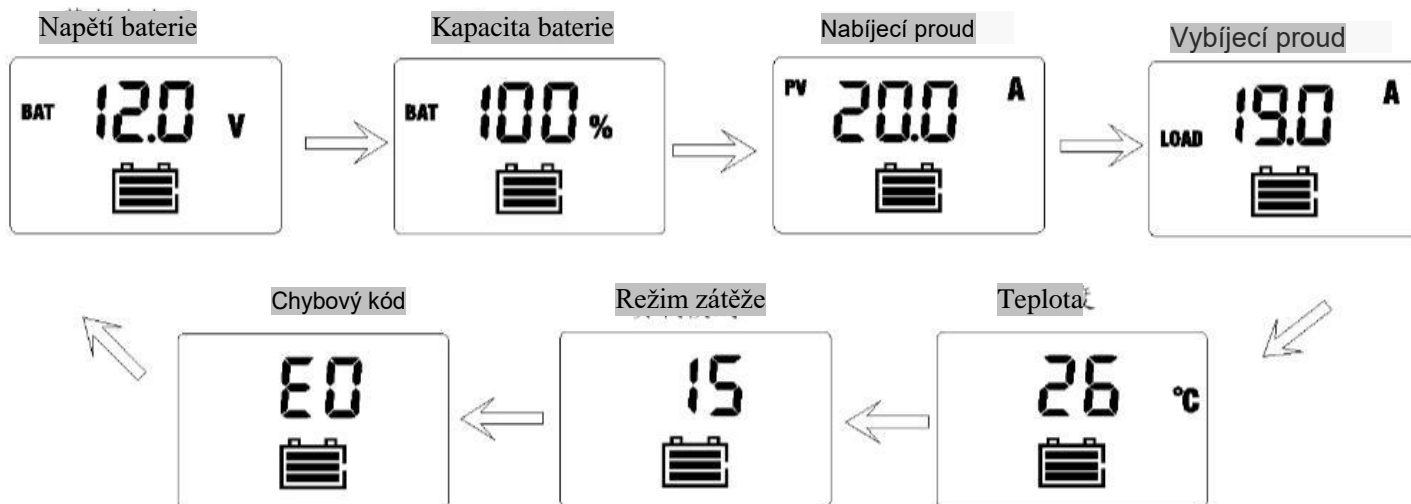 Napětí baterie
BAT 12.0 V
Kapacita baterie
BAT 100 %
Nabíjecí proud
PV 20.0 A
Vybíjecí proud
LOAD 19.0 A
Chybový kód
E0
Režim zátěže
15
Teplota
26 °C